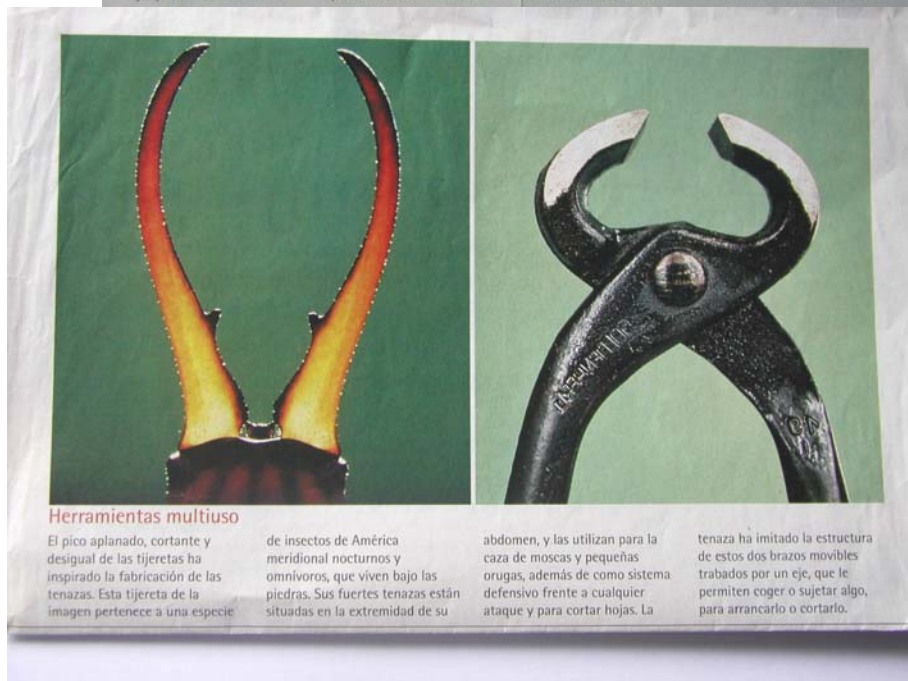 Herramientas multiuso
El pico aplanado, cortante y
desigual de las tijeretas ha
inspirado la fabricación de las
tenazas. Esta tijereta de la
imagen pertenece a una especie
de insectos de América
meridional nocturnos y
omnívoros, que viven bajo las
piedras. Sus fuertes tenazas están
situadas en la extremidad de su
abdomen, y las utilizan para la
caza de moscas y pequeñas
orugas, además de como sistema
defensivo frente a cualquier
ataque y para cortar hojas. La
tenaza ha imitado la estructura
de estos dos brazos movibles
trabados por un eje, que le
permiten coger o sujetar algo,
para arrancarlo o cortarlo.